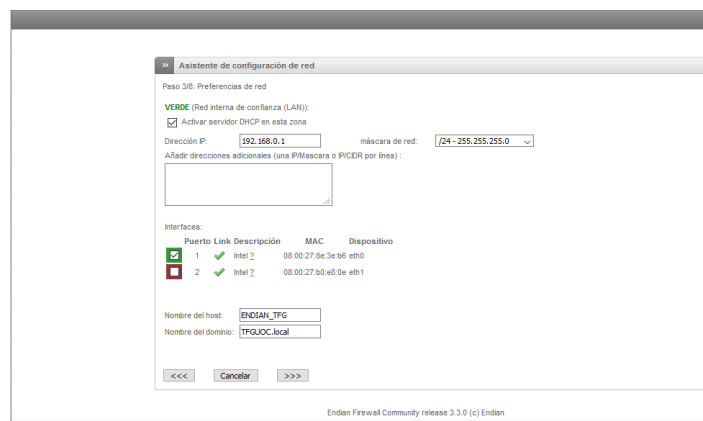 » Asistente de configuración de red
Paso 3/8: Preferencias de red
VERDE (Red interna de confianza (LAN)):
Activar servidor DHCP en esta zona
Dirección IP: 192.168.0.1 máscara de red: /24 - 255.255.255.0
Añadir direcciones adicionales (una IP/Mascara o IP/CIDR por línea) :
Interfaces:
Puerto Link Descripción MAC Dispositivo
1 Intel ? 08:00:27:8e:3e:b6 eth0
2 Intel ? 08:00:27:b0:e8:0e eth1
Nombre del host: ENDIAN_TFG
Nombre del dominio: TFGUOC.local
<<< Cancelar >>>
Endian Firewall Community release 3.3.0 (c) Endian